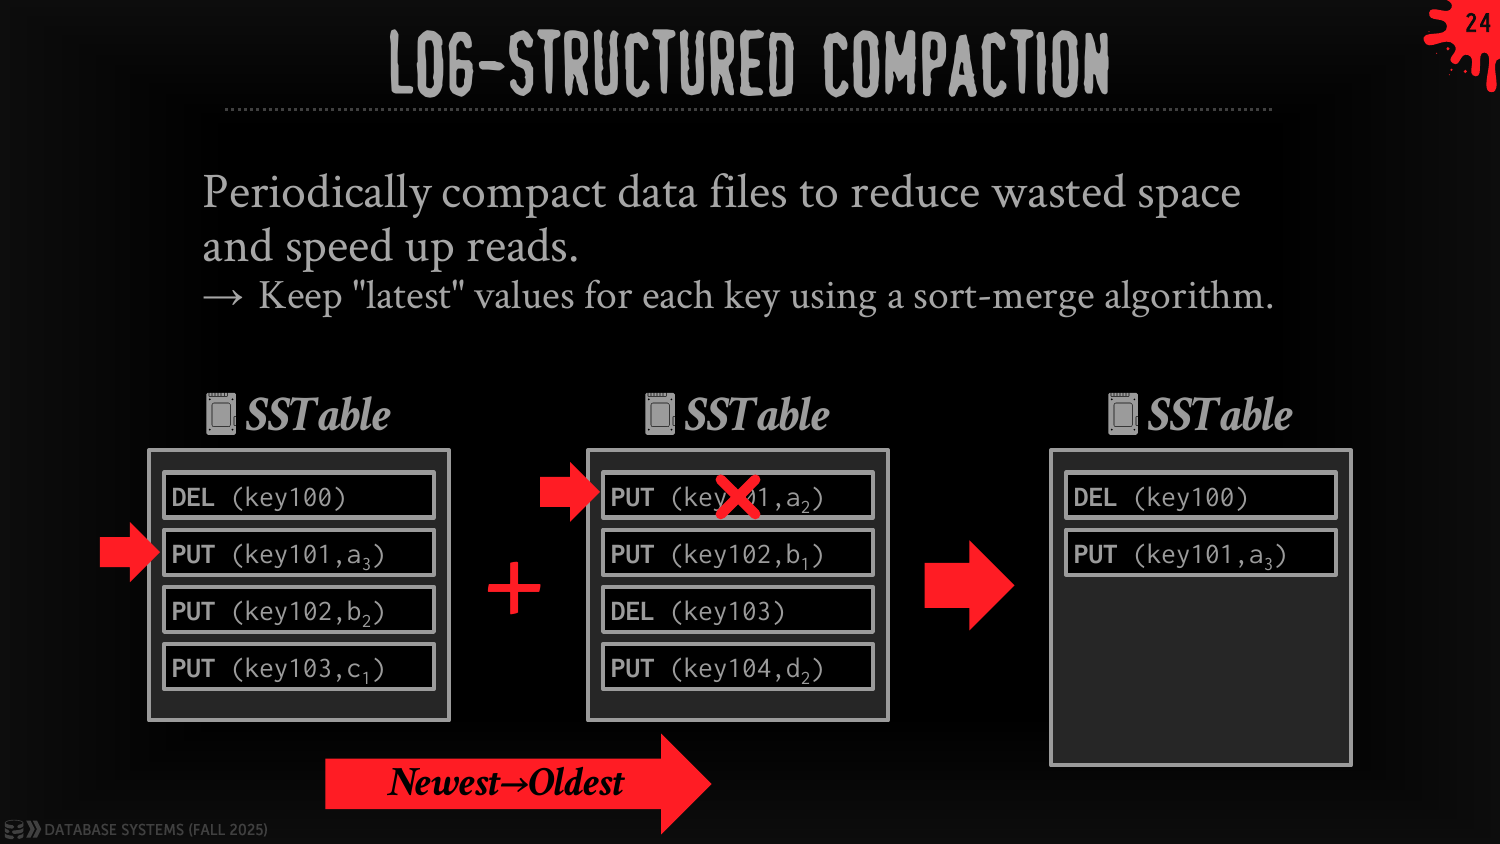 24
LOG-STRUCTURED COMPACTION
Periodically compact data files to reduce wasted space
and speed up reads.
→ Keep "latest" values for each key using a sort-merge algorithm.
SSTable
DEL (key100)
PUT (key101,a₃)
PUT (key102,b₂)
PUT (key103,c₁)
+
SSTable
PUT (key101,a₂)
PUT (key102,b₁)
DEL (key103)
PUT (key104,d₂)
SSTable
DEL (key100)
PUT (key101,a₃)
Newest→Oldest
DATABASE SYSTEMS (FALL 2025)